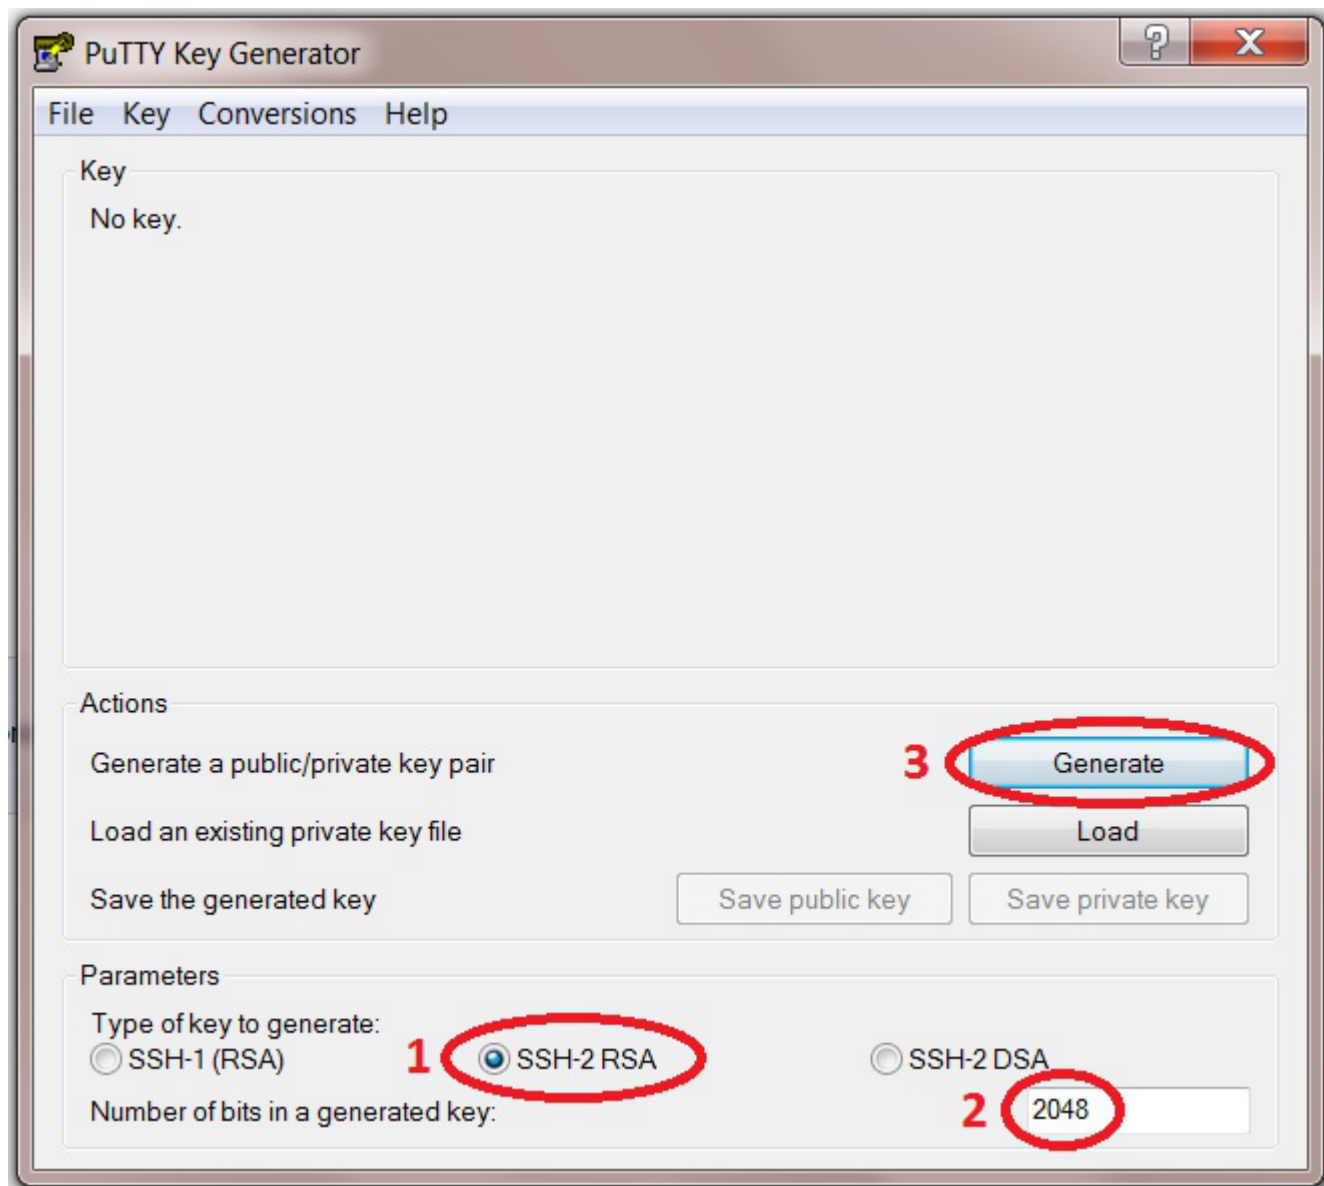 PuTTY Key Generator
File Key Conversions Help
Key
No key.
Actions
Generate a public/private key pair 3 Generate
Load an existing private key file Load
Save the generated key Save public key Save private key
Parameters
Type of key to generate:
SSH-1 (RSA) 1 SSH-2 RSA SSH-2 DSA
Number of bits in a generated key: 2 2048